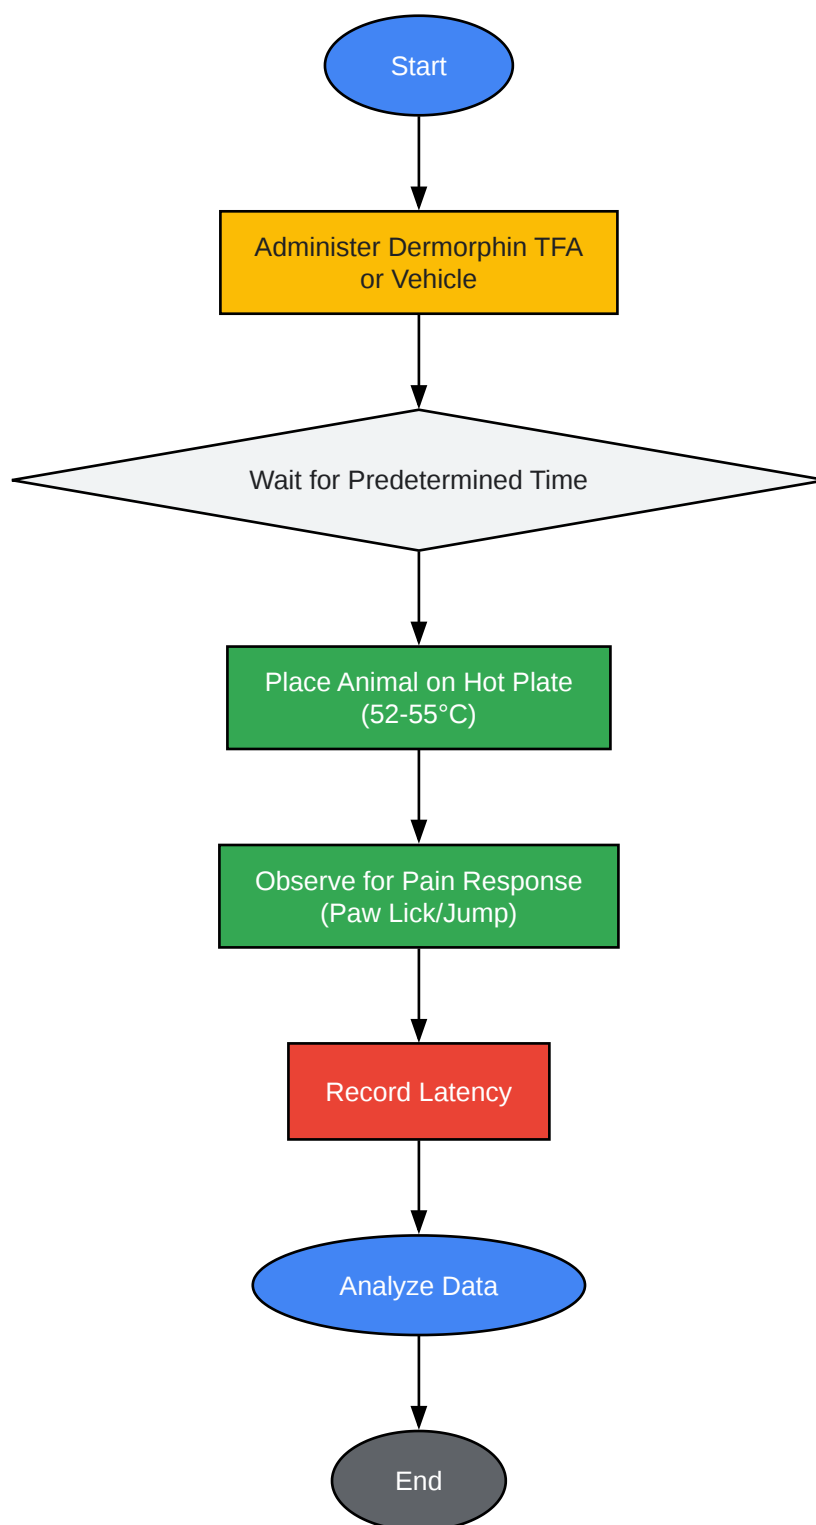 Start
Administer Dermorphin TFA
or Vehicle
Wait for Predetermined Time
Place Animal on Hot Plate
(52-55°C)
Observe for Pain Response
(Paw Lick/Jump)
Record Latency
Analyze Data
End